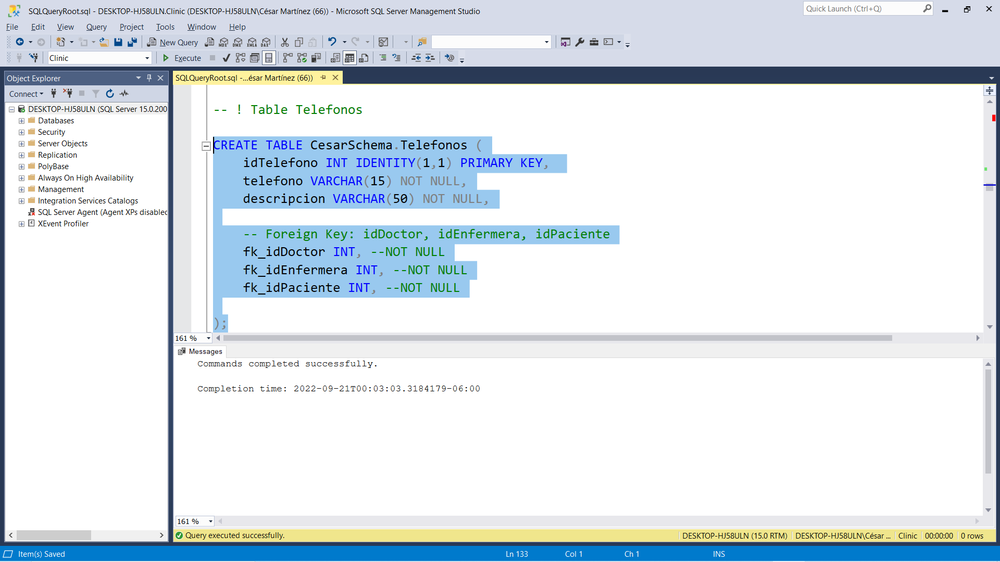 SQLQueryRoot.sql - DESKTOP-HJ58ULN.Clinic (DESKTOP-HJ58ULN\César Martínez (66)) - Microsoft SQL Server Management Studio
Quick Launch (Ctrl+Q)
File Edit View Query Project Tools Window Help
New Query MDX DMX XMLA DAX
Clinic Execute
Object Explorer
SQLQueryRoot.sql -...ésar Martínez (66))
Connect
DESKTOP-HJ58ULN (SQL Server 15.0.200
Databases
Security
Server Objects
Replication
PolyBase
Always On High Availability
Management
Integration Services Catalogs
SQL Server Agent (Agent XPs disabled
XEvent Profiler
-- ! Table Telefonos
CREATE TABLE CesarSchema.Telefonos (
idTelefono INT IDENTITY(1,1) PRIMARY KEY,
telefono VARCHAR(15) NOT NULL,
descripcion VARCHAR(50) NOT NULL,
-- Foreign Key: idDoctor, idEnfermera, idPaciente
fk_idDoctor INT, --NOT NULL
fk_idEnfermera INT, --NOT NULL
fk_idPaciente INT, --NOT NULL
);
161 %
Messages
Commands completed successfully.
Completion time: 2022-09-21T00:03:03.3184179-06:00
161 %
Query executed successfully. DESKTOP-HJ58ULN (15.0 RTM) DESKTOP-HJ58ULN\César ... Clinic 00:00:00 0 rows
Item(s) Saved Ln 133 Col 1 Ch 1 INS